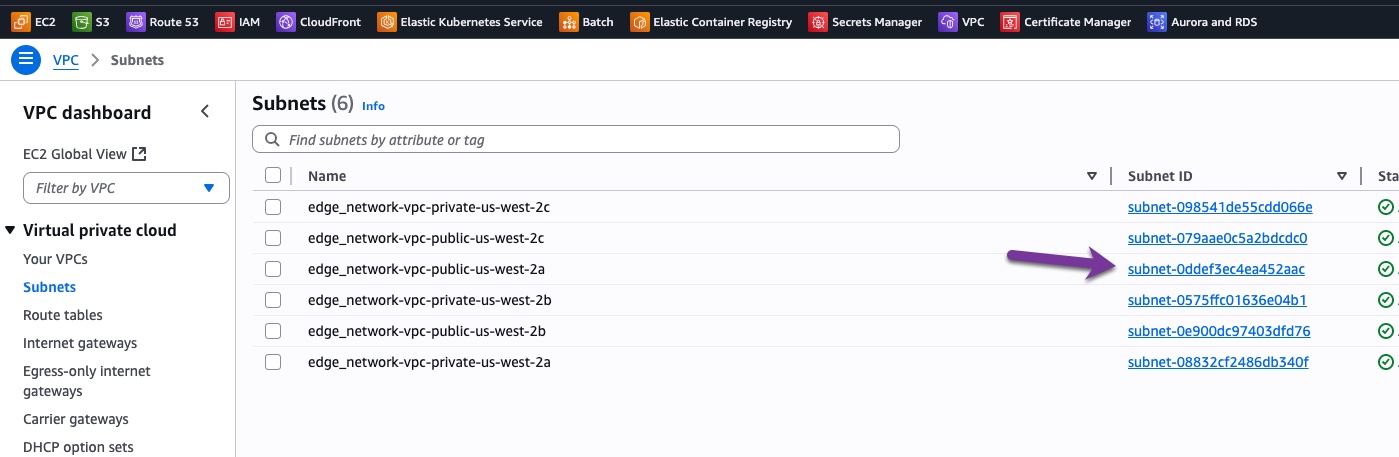 EC2 S3 Route 53 IAM CloudFront Elastic Kubernetes Service Batch Elastic Container Registry Secrets Manager VPC Certificate Manager Aurora and RDS
VPC > Subnets
VPC dashboard
EC2 Global View
Filter by VPC
Virtual private cloud
Your VPCs
Subnets
Route tables
Internet gateways
Egress-only internet
gateways
Carrier gateways
DHCP option sets
Subnets (6) Info
Find subnets by attribute or tag
Name Subnet ID Sta
edge_network-vpc-private-us-west-2c subnet-098541de55cdd066e
edge_network-vpc-public-us-west-2c subnet-079aae0c5a2bdcdc0
edge_network-vpc-public-us-west-2a subnet-0ddef3ec4ea452aac
edge_network-vpc-private-us-west-2b subnet-0575ffc01636e04b1
edge_network-vpc-public-us-west-2b subnet-0e900dc97403dfd76
edge_network-vpc-private-us-west-2a subnet-08832cf2486db340f